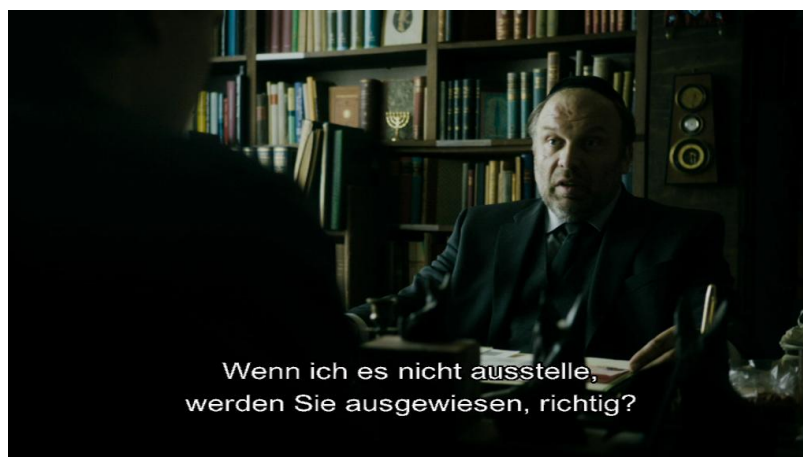 Wenn ich es nicht ausstelle,
werden Sie ausgewiesen, richtig?